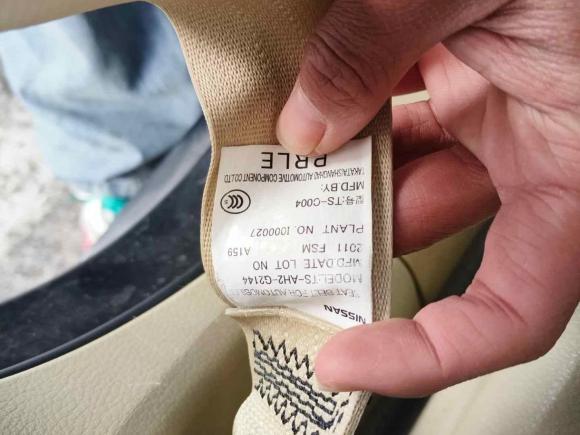 NISSAN
SEAT BELT FOR AUTOMOBILES
MODEL:TS-AH2-G2144
MFD.DATE LOT NO
2011 FSM A159
PLANT NO. 1000027
型号:TS-C004
CCC
MFD BY:
TAKATA(SHANGHAI) AUTOMOTIVE COMPONENT CO.LTD
PRLE